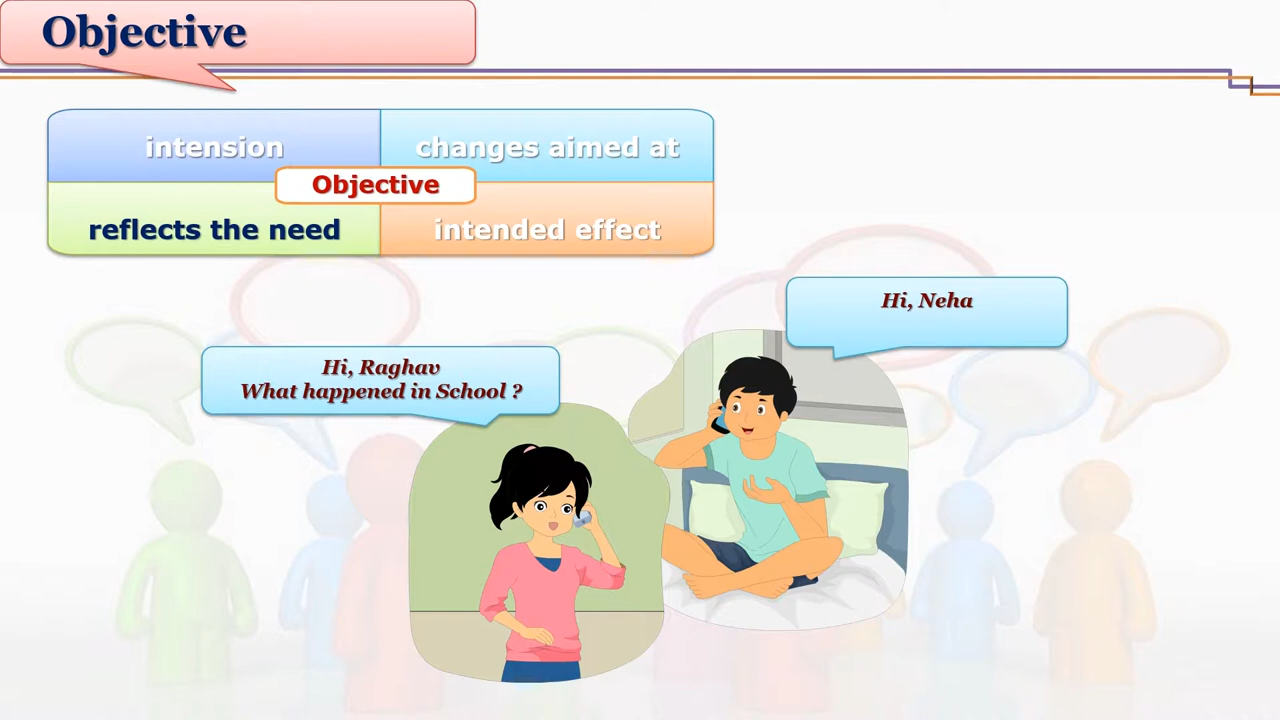 Objective
intension
changes aimed at
Objective
reflects the need
intended effect
Hi, Neha
Hi, Raghav
What happened in School ?